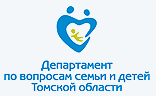 Департамент
по вопросам семьи и детей
Томской области